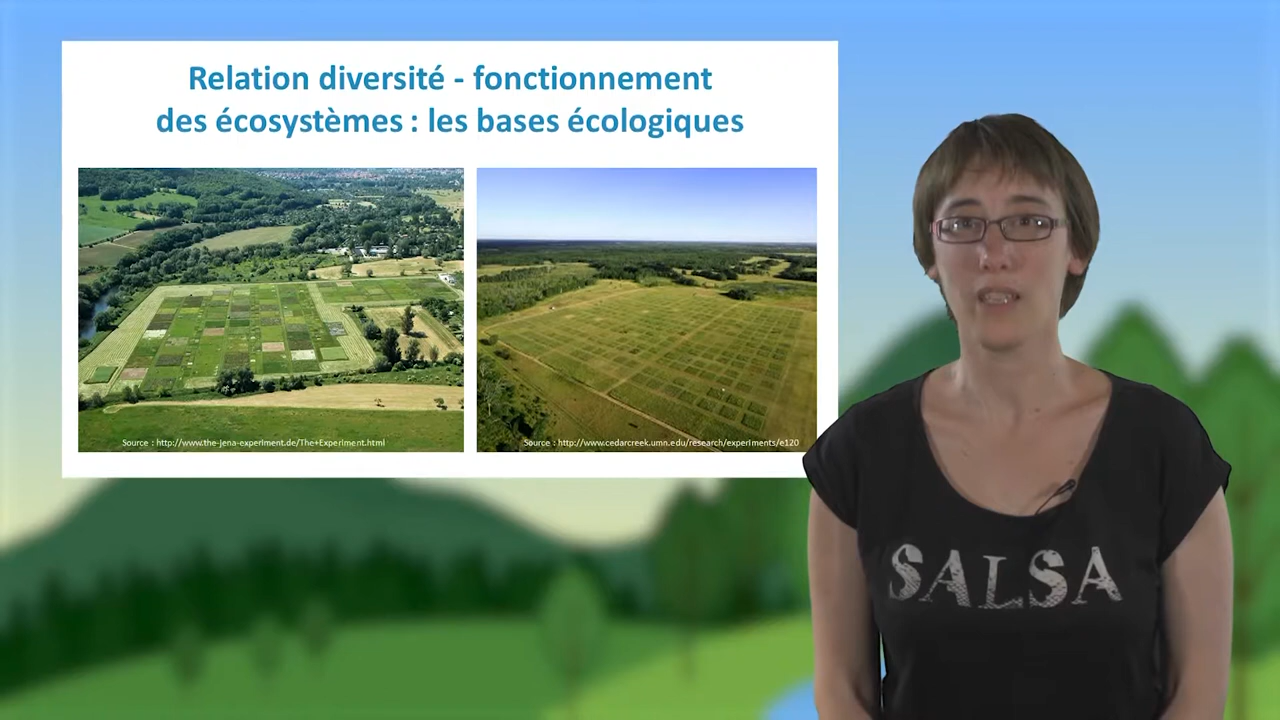 Relation diversité - fonctionnement
des écosystèmes : les bases écologiques
Source : http://www.the-jena-experiment.de/The+Experiment.html
Source : http://www.cedarcreek.umn.edu/research/experiments/e120
SALSA